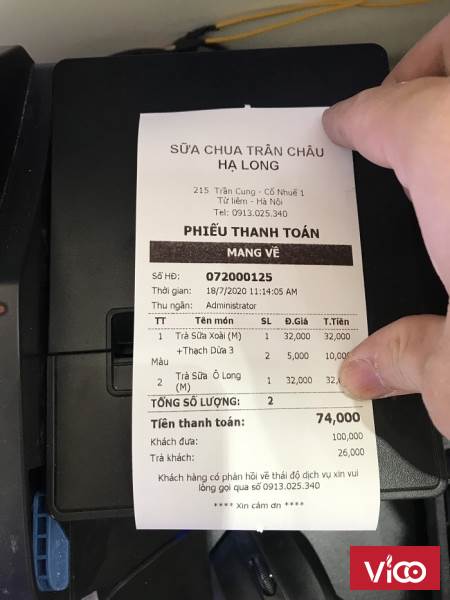 SỮA CHUA TRÂN CHÂU
HẠ LONG
215 Trần Cung - Cổ Nhuế 1
Từ liêm - Hà Nội
Tel: 0913.025.340
PHIẾU THANH TOÁN
MANG VỀ
Số HĐ: 072000125
Thời gian: 18/7/2020 11:14:05 AM
Thu ngân: Administrator
TT Tên món SL Đ.Giá T.Tiền
1 Trà Sữa Xoài (M) 1 32,000 32,000
+Thạch Dừa 3 2 5,000 10,000
Màu
2 Trà Sữa Ô Long 1 32,000
(M)
TỔNG SỐ LƯỢNG: 2
Tiền thanh toán: 74,000
Khách đưa: 100,000
Trả khách: 26,000
Khách hàng có phản hồi về thái độ dịch vụ xin vui
lòng gọi qua số 0913.025.340
**** Xin cảm ơn ****
Vioo